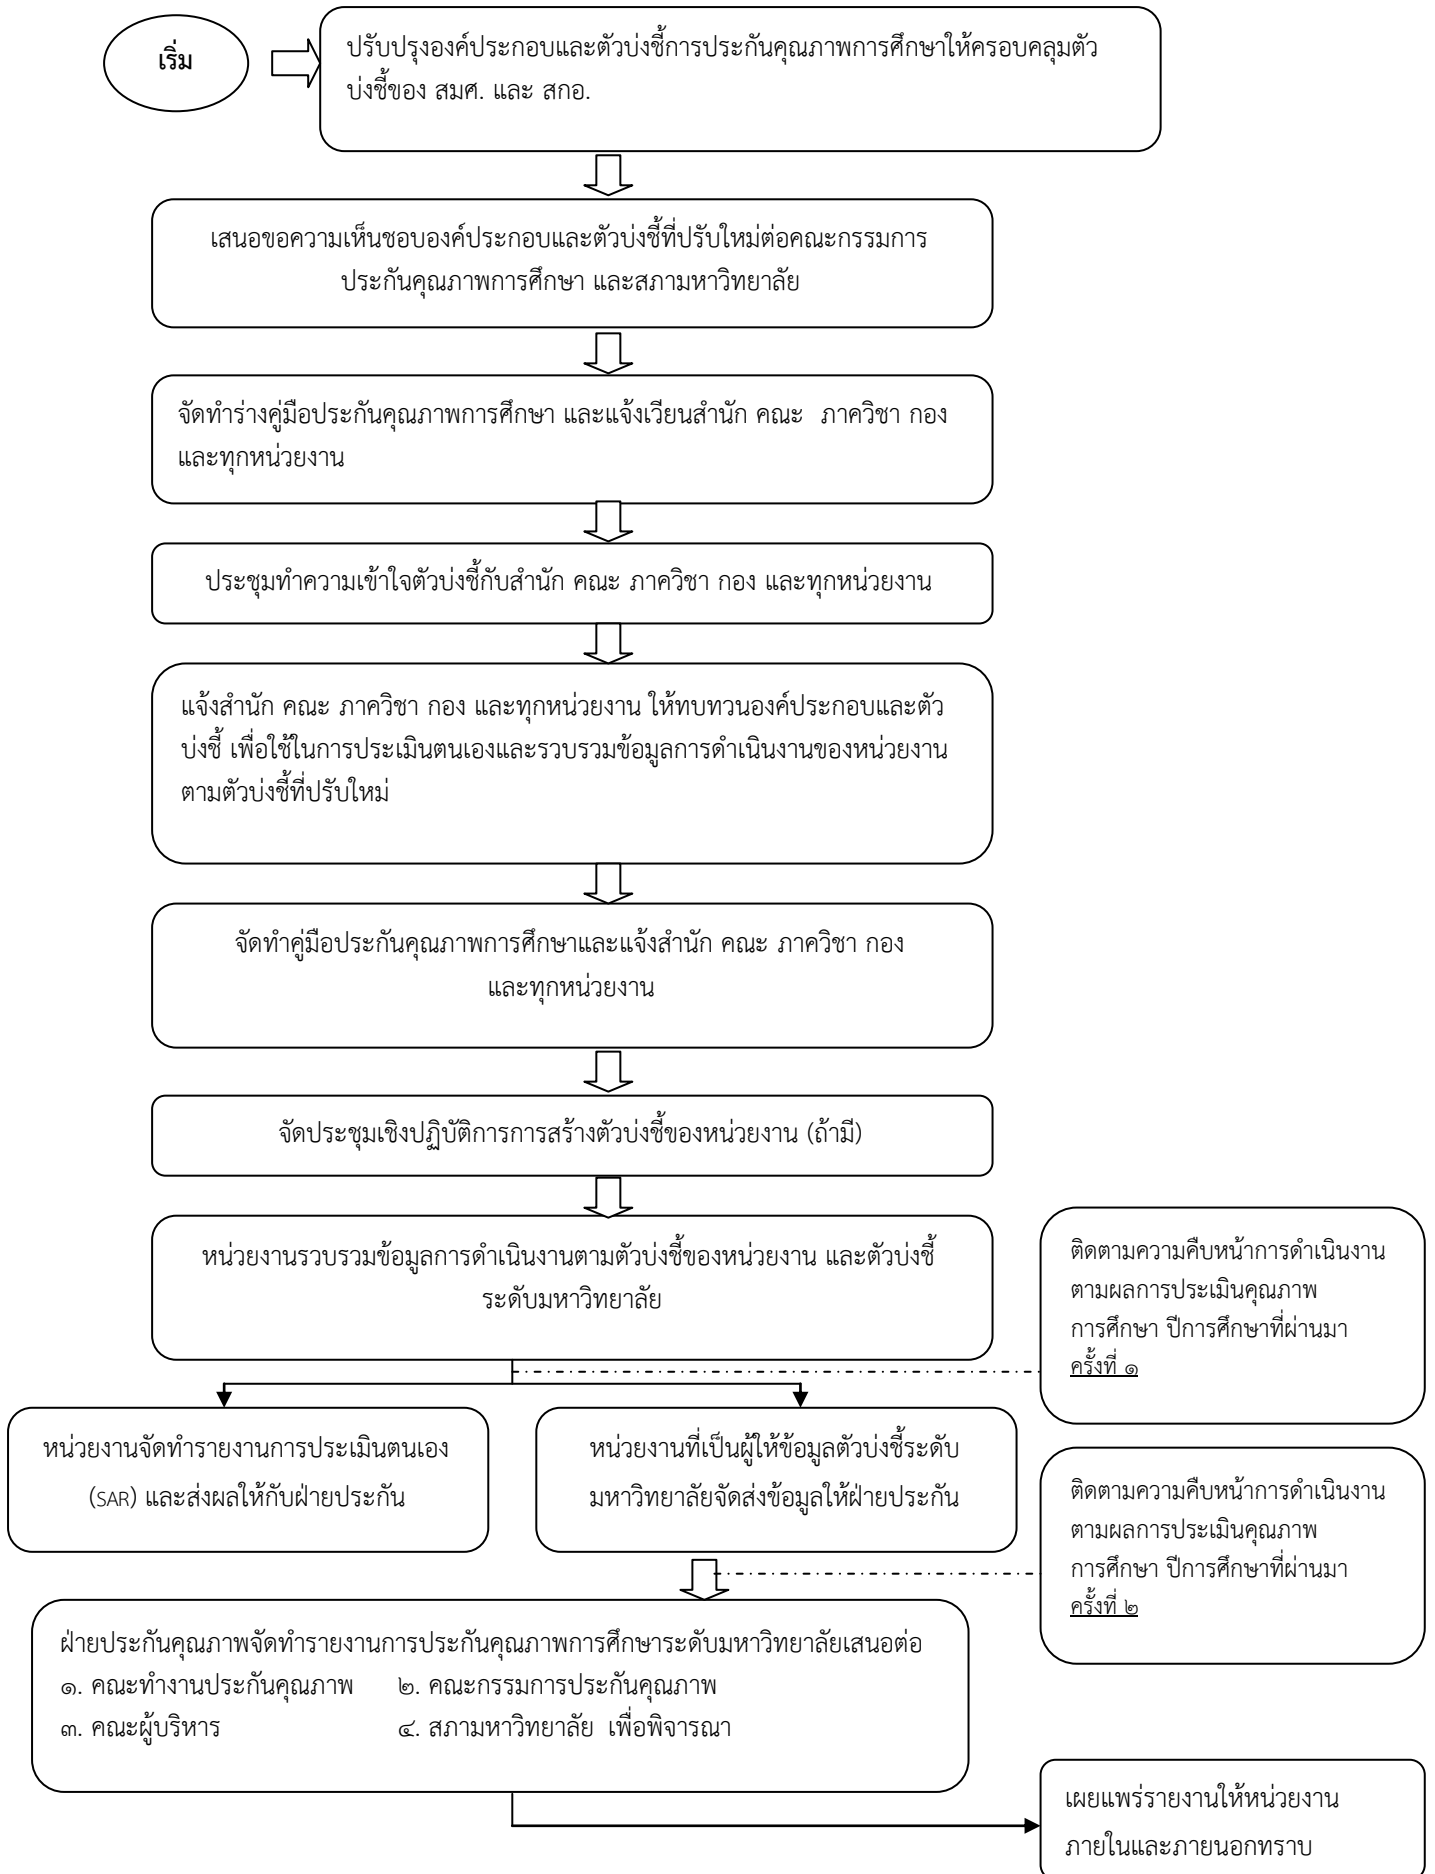 เริ่ม
ปรับปรุงองค์ประกอบและตัวบ่งชี้การประกันคุณภาพการศึกษาให้ครอบคลุมตัว
บ่งชี้ของ สมศ. และ สกอ.
เสนอขอความเห็นชอบองค์ประกอบและตัวบ่งชี้ที่ปรับใหม่ต่อคณะกรรมการ
ประกันคุณภาพการศึกษา และสภามหาวิทยาลัย
จัดทำร่างคู่มือประกันคุณภาพการศึกษา และแจ้งเวียนสำนัก คณะ ภาควิชา กอง
และทุกหน่วยงาน
ประชุมทำความเข้าใจตัวบ่งชี้กับสำนัก คณะ ภาควิชา กอง และทุกหน่วยงาน
แจ้งสำนัก คณะ ภาควิชา กอง และทุกหน่วยงาน ให้ทบทวนองค์ประกอบและตัว
บ่งชี้ เพื่อใช้ในการประเมินตนเองและรวบรวมข้อมูลการดำเนินงานของหน่วยงาน
ตามตัวบ่งชี้ที่ปรับใหม่
จัดทำคู่มือประกันคุณภาพการศึกษาและแจ้งสำนัก คณะ ภาควิชา กอง
และทุกหน่วยงาน
จัดประชุมเชิงปฏิบัติการการสร้างตัวบ่งชี้ของหน่วยงาน (ถ้ามี)
หน่วยงานรวบรวมข้อมูลการดำเนินงานตามตัวบ่งชี้ของหน่วยงาน และตัวบ่งชี้
ระดับมหาวิทยาลัย
ติดตามความคืบหน้าการดำเนินงาน
ตามผลการประเมินคุณภาพ
การศึกษา ปีการศึกษาที่ผ่านมา
ครั้งที่ ๑
หน่วยงานจัดทำรายงานการประเมินตนเอง
(SAR) และส่งผลให้กับฝ่ายประกัน
หน่วยงานที่เป็นผู้ให้ข้อมูลตัวบ่งชี้ระดับ
มหาวิทยาลัยจัดส่งข้อมูลให้ฝ่ายประกัน
ติดตามความคืบหน้าการดำเนินงาน
ตามผลการประเมินคุณภาพ
การศึกษา ปีการศึกษาที่ผ่านมา
ครั้งที่ ๒
ฝ่ายประกันคุณภาพจัดทำรายงานการประกันคุณภาพการศึกษาระดับมหาวิทยาลัยเสนอต่อ
๑. คณะทำงานประกันคุณภาพ ๒. คณะกรรมการประกันคุณภาพ
๓. คณะผู้บริหาร ๔. สภามหาวิทยาลัย เพื่อพิจารณา
เผยแพร่รายงานให้หน่วยงาน
ภายในและภายนอกทราบ